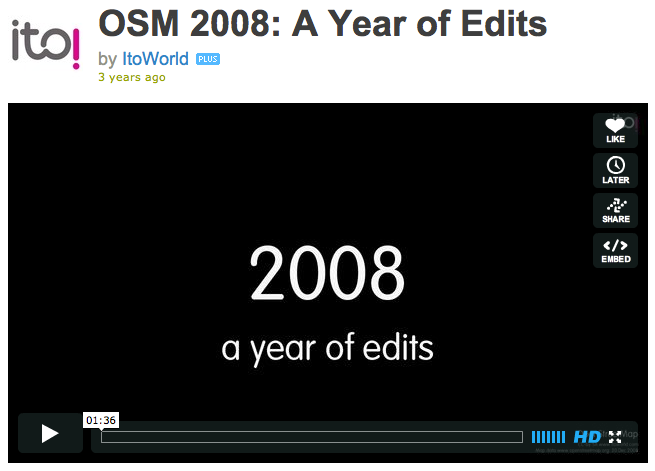 ito!
OSM 2008: A Year of Edits
by ItoWorld PLUS
3 years ago
LIKE
LATER
SHARE
EMBED
2008
a year of edits
01:36
HD